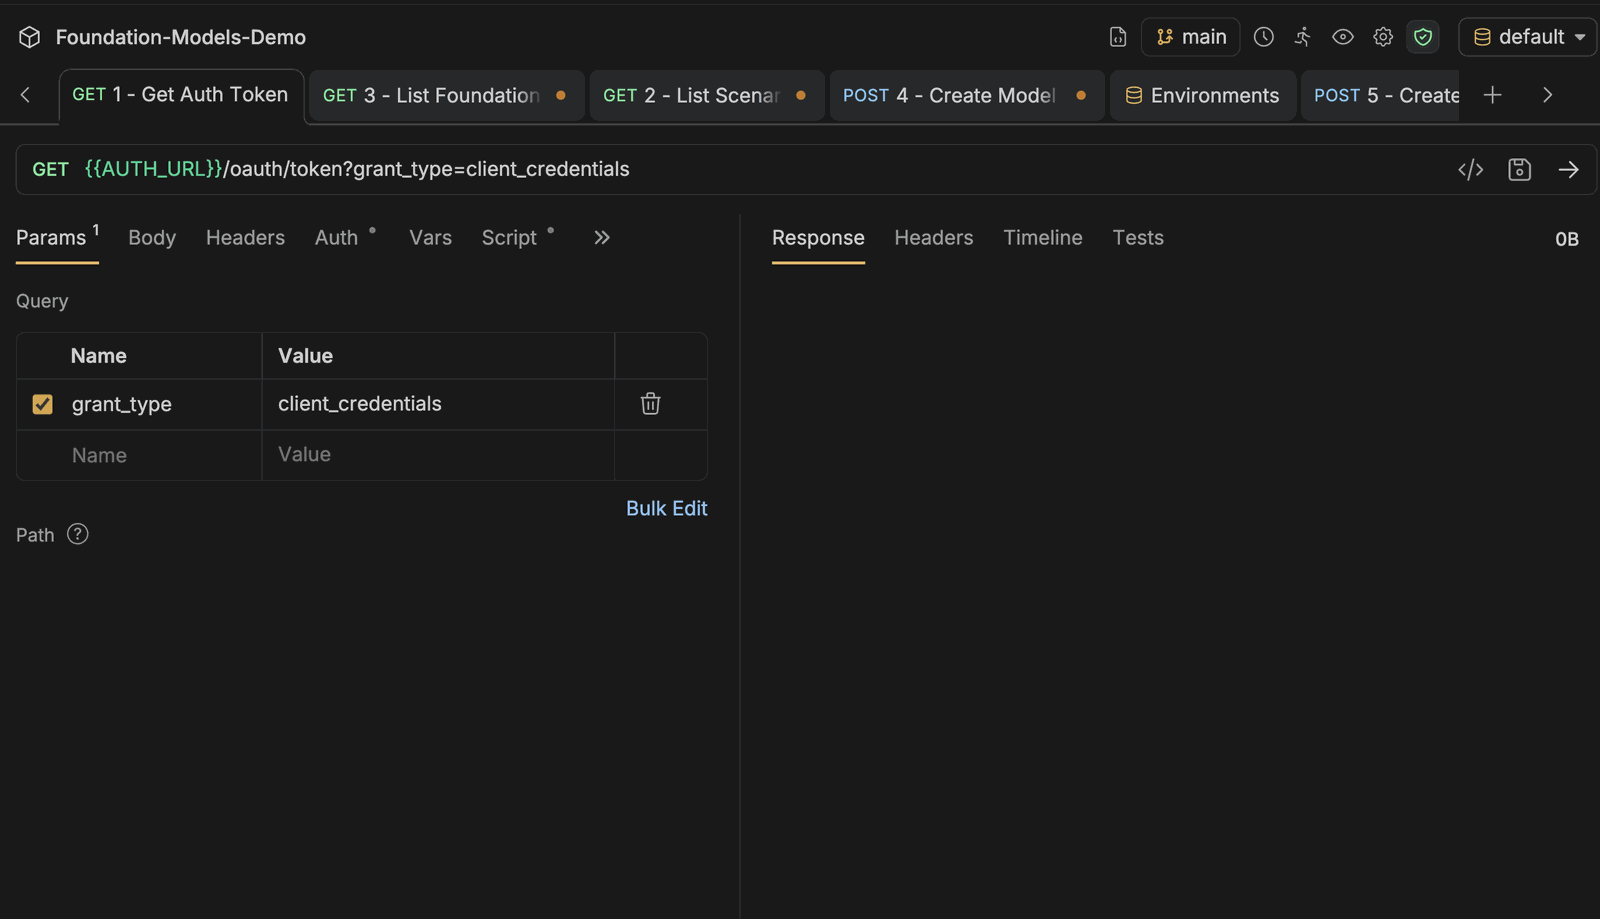 Foundation-Models-Demo
main
default
GET 1 - Get Auth Token
GET 3 - List Foundation
GET 2 - List Scenar
POST 4 - Create Model
Environments
POST 5 - Create
GET {{AUTH_URL}}/oauth/token?grant_type=client_credentials
Params 1
Body
Headers
Auth
Vars
Script
Response
Headers
Timeline
Tests
0B
Query
Name
Value
grant_type
client_credentials
Name
Value
Bulk Edit
Path ?